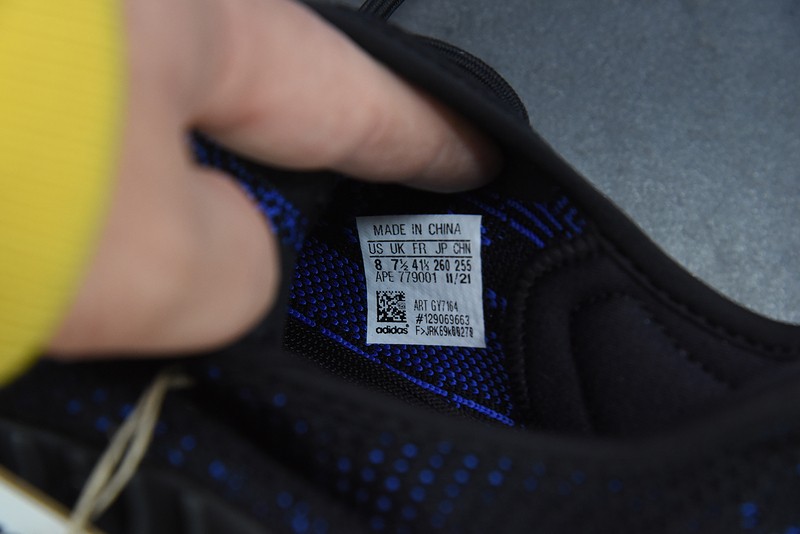 MADE IN CHINA
US UK FR JP CHN
8 7½ 41⅓ 260 255
APE 779001 11/21
ART GY7164
#129069663
adidas F>JRK69k00270